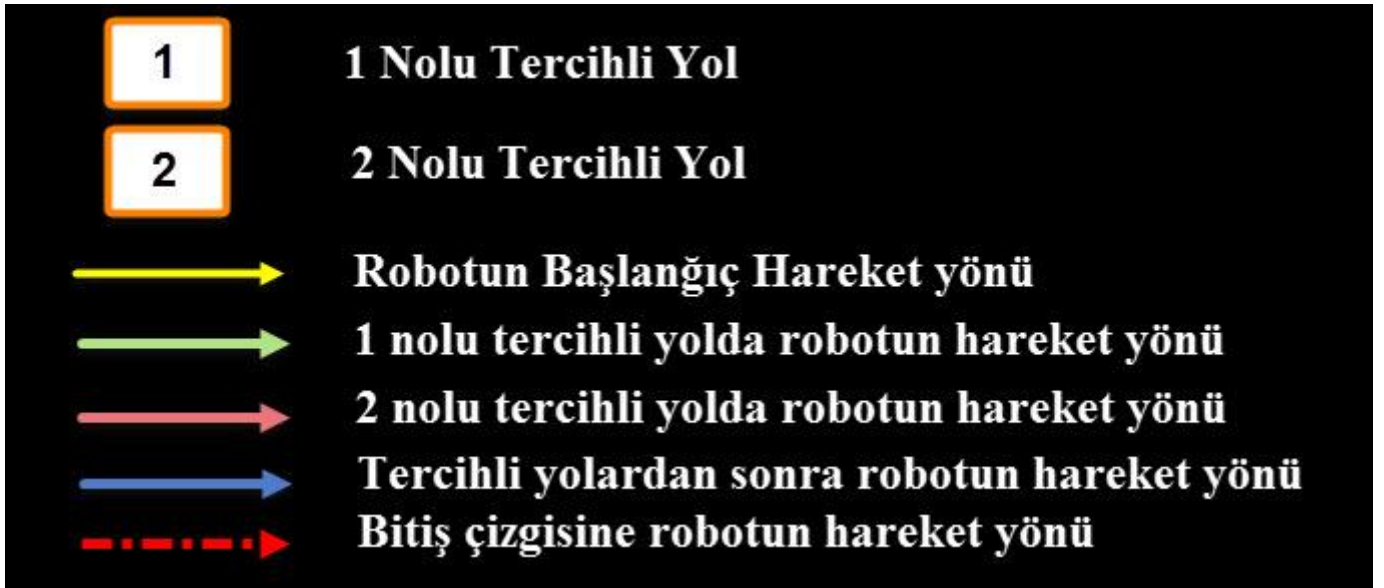 1 1 Nolu Tercihli Yol
2 2 Nolu Tercihli Yol
Robotun Başlanğıç Hareket yönü
1 nolu tercihli yolda robotun hareket yönü
2 nolu tercihli yolda robotun hareket yönü
Tercihli yolardan sonra robotun hareket yönü
Bitiş çizgisine robotun hareket yönü